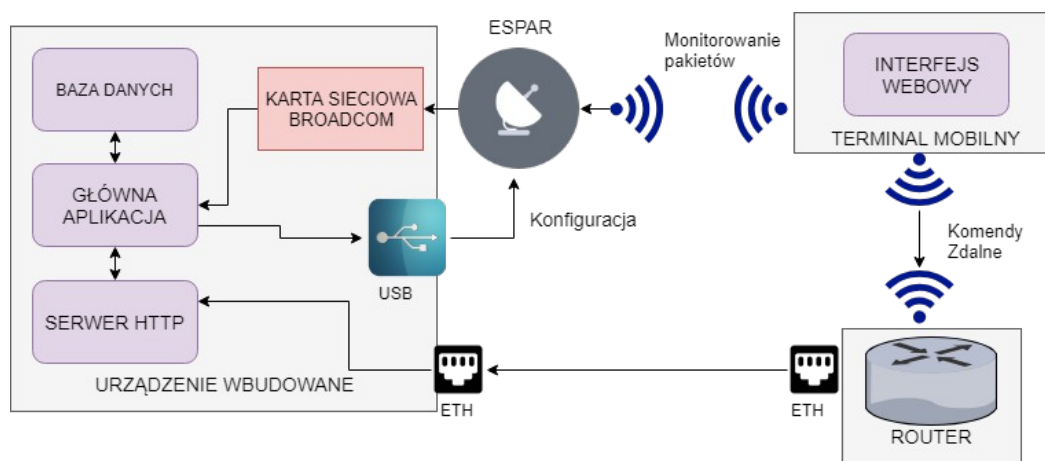 ESPAR
Monitorowanie
pakietów
INTERFEJS
WEBOWY
TERMINAL MOBILNY
BAZA DANYCH
KARTA SIECIOWA
BROADCOM
GŁÓWNA
APLIKACJA
Konfiguracja
Komendy
Zdalne
USB
SERWER HTTP
URZĄDZENIE WBUDOWANE
ETH
ETH
ROUTER